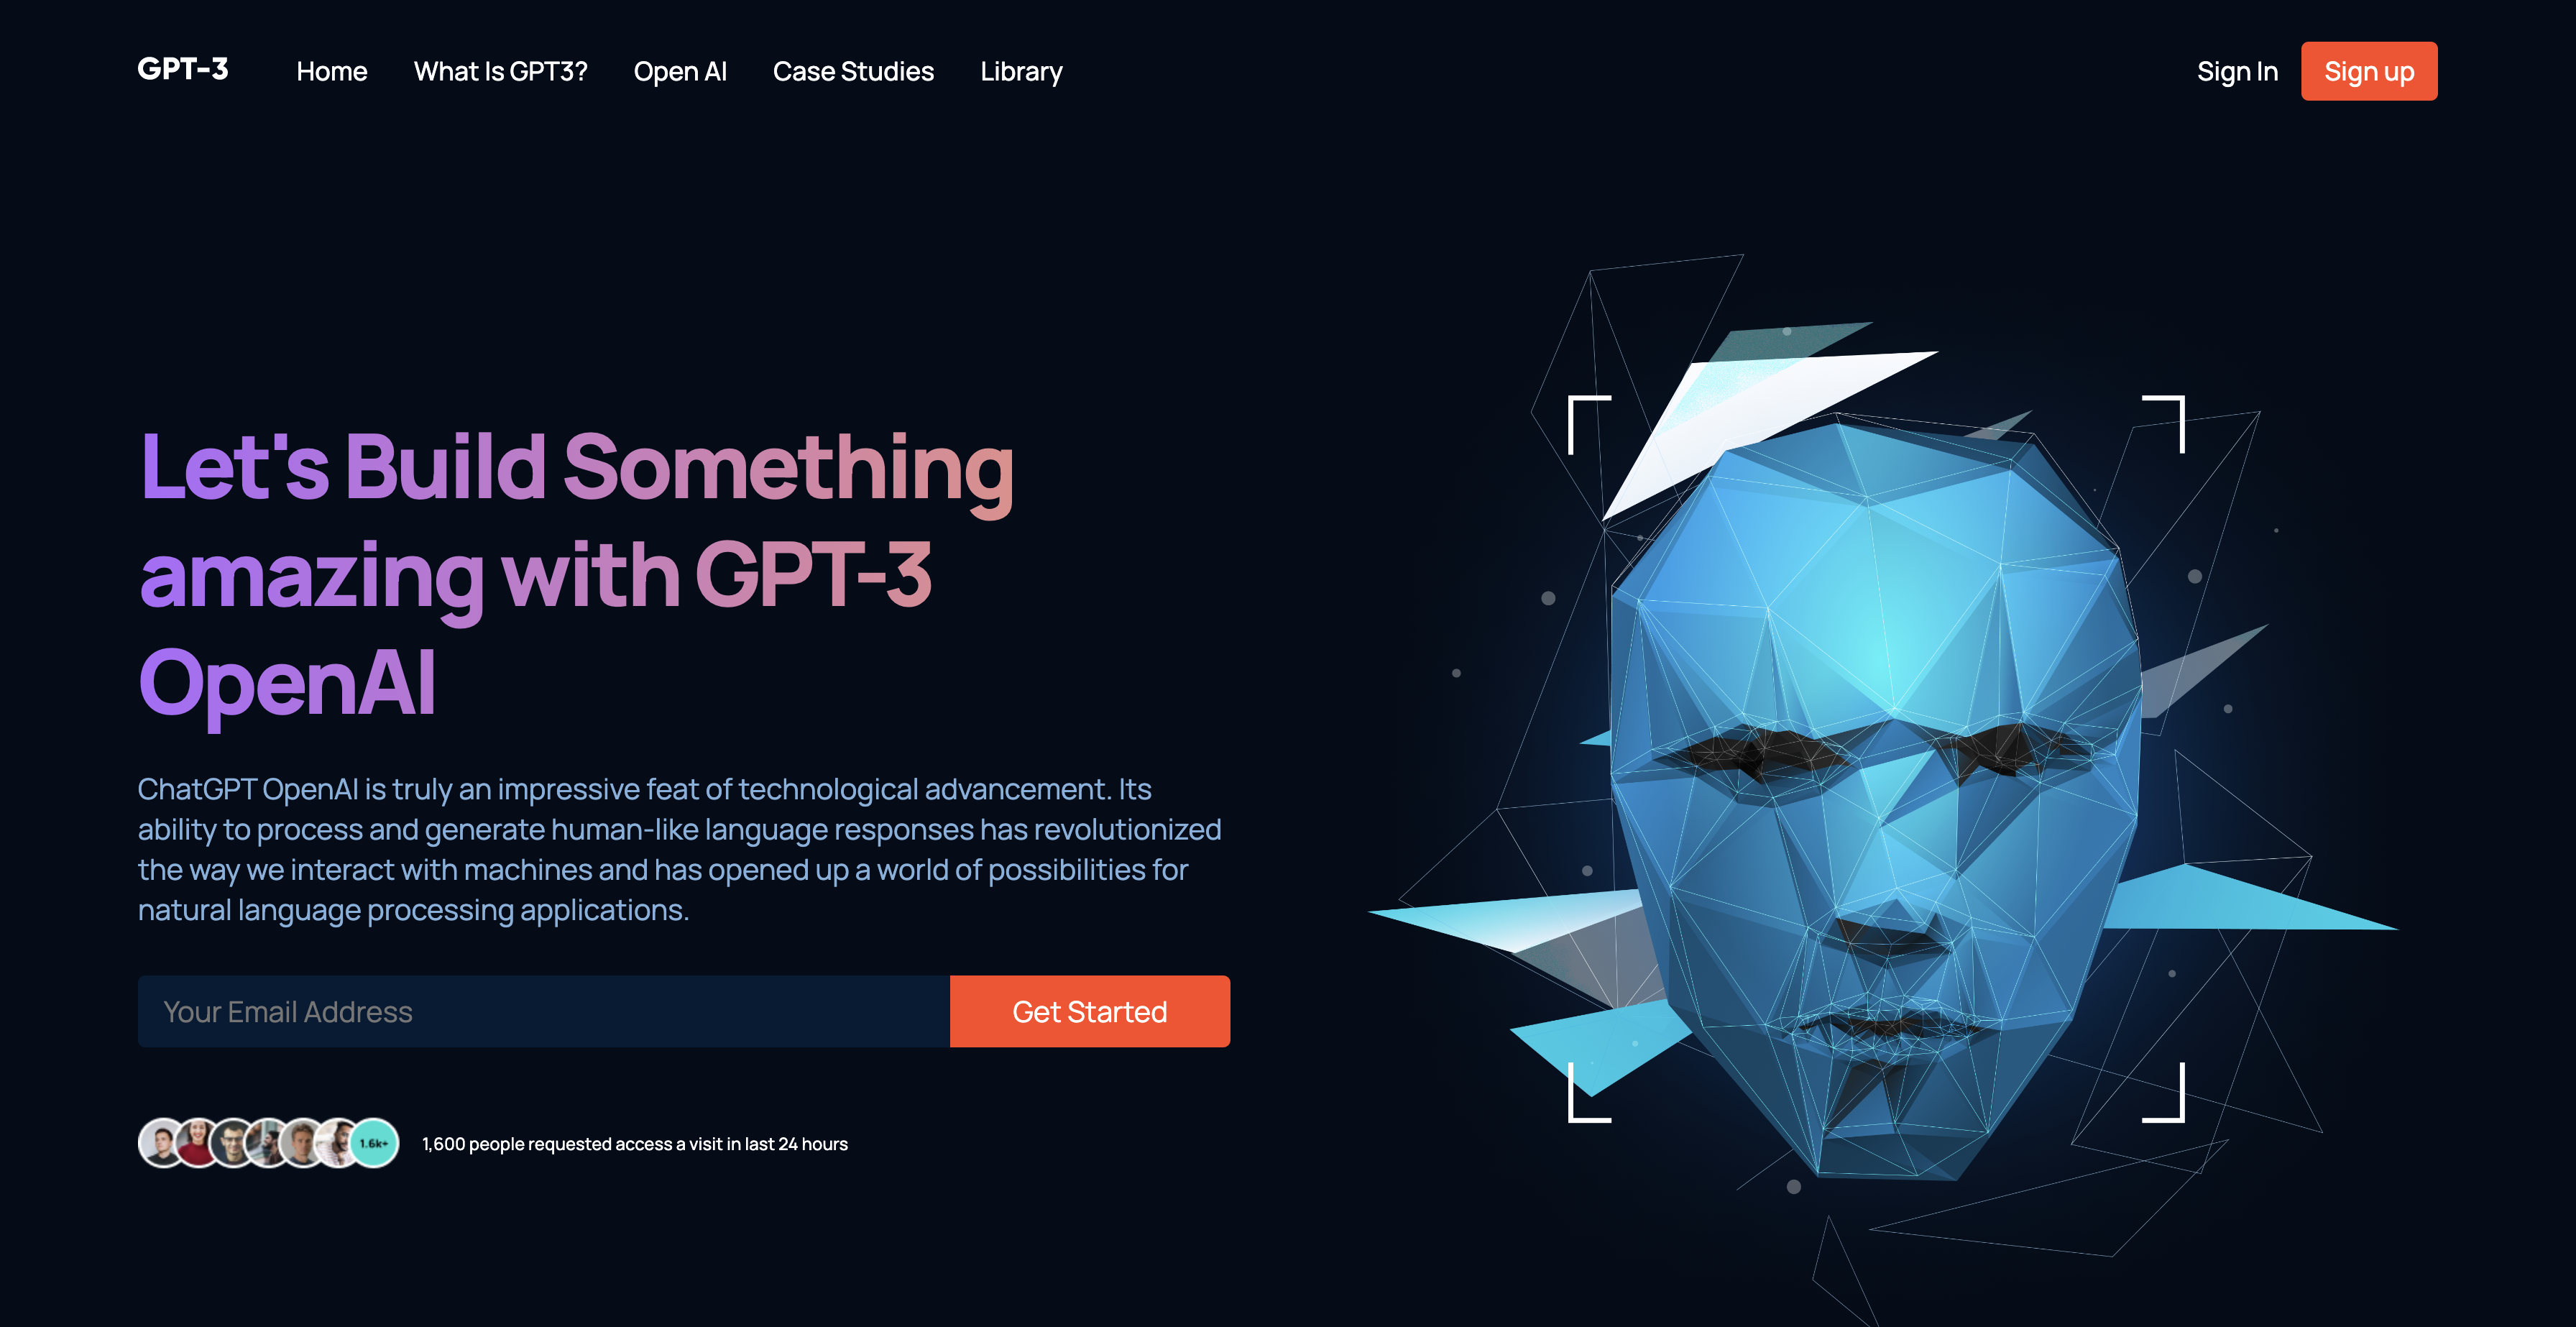 GPT-3
Home What Is GPT3? Open AI Case Studies Library
Sign In Sign up
Let's Build Something
amazing with GPT-3
OpenAI
ChatGPT OpenAI is truly an impressive feat of technological advancement. Its
ability to process and generate human-like language responses has revolutionized
the way we interact with machines and has opened up a world of possibilities for
natural language processing applications.
Your Email Address
Get Started
1.6k+
1,600 people requested access a visit in last 24 hours